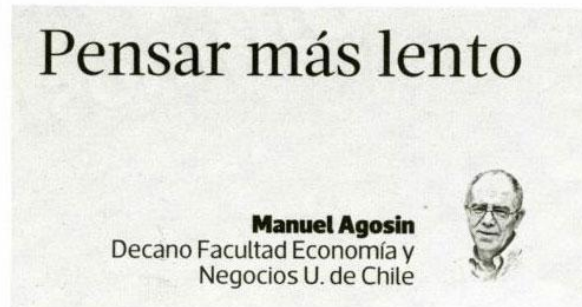 Pensar más lento
Manuel Agosin
Decano Facultad Economía y
Negocios U. de Chile